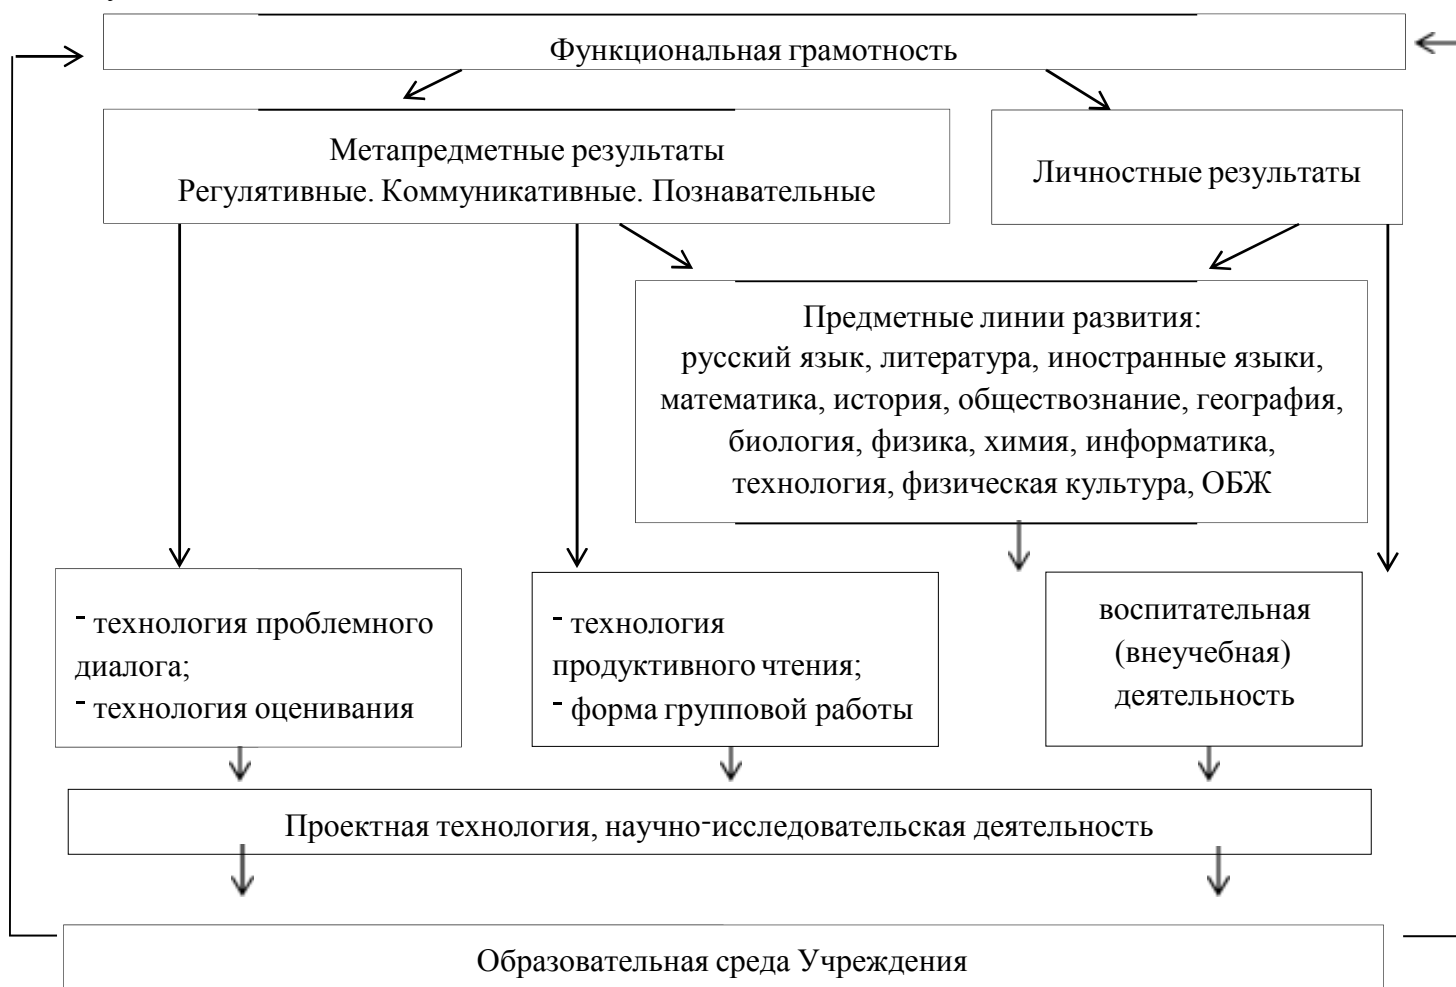 Функциональная грамотность
Метапредметные результаты
Регулятивные. Коммуникативные. Познавательные
Личностные результаты
Предметные линии развития:
русский язык, литература, иностранные языки,
математика, история, обществознание, география,
биология, физика, химия, информатика,
технология, физическая культура, ОБЖ
- технология проблемного
диалога;
- технология оценивания
- технология
продуктивного чтения;
- форма групповой работы
воспитательная
(внеучебная)
деятельность
Проектная технология, научно-исследовательская деятельность
Образовательная среда Учреждения